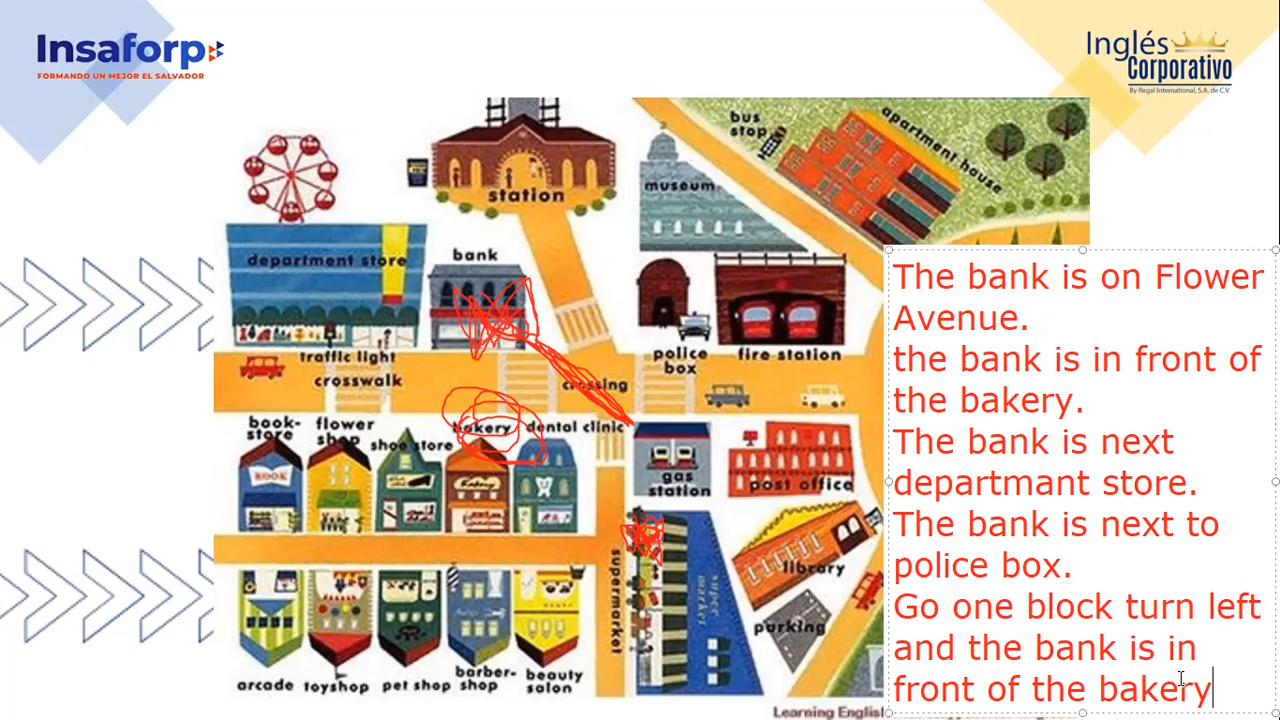 Insaforp
FORMANDO UN MEJOR EL SALVADOR
Inglés
Corporativo
By Regal International, S.A. de C.V.
bus
stop
apartment house
museum
station
department store
bank
traffic light
crosswalk
crossing
police
box
fire station
book-
store
flower
shop
shoe store
bakery
dental clinic
BOOK
Bakery
gas
station
post office
supermarket
super
market
library
parking
arcade
toyshop
pet shop
barber-
shop
beauty
salon
Learning English
The bank is on Flower
Avenue.
the bank is in front of
the bakery.
The bank is next
departmant store.
The bank is next to
police box.
Go one block turn left
and the bank is in
front of the bakery